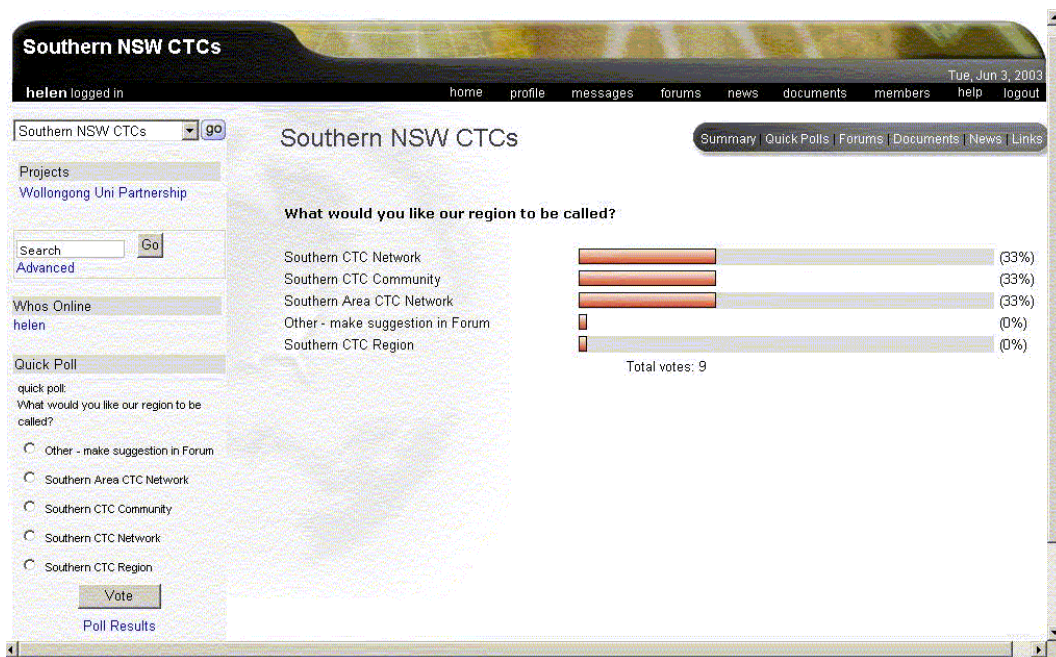 Southern NSW CTCs
Tue, Jun 3, 2003
helen logged in home profile messages forums news documents members help logout
Southern NSW CTCs go
Projects
Wollongong Uni Partnership
Search Go
Advanced
Whos Online
helen
Quick Poll
quick poll:
What would you like our region to be
called?
Other - make suggestion in Forum
Southern Area CTC Network
Southern CTC Community
Southern CTC Network
Southern CTC Region
Vote
Poll Results
Southern NSW CTCs
Summary | Quick Polls | Forums | Documents | News | Links
What would you like our region to be called?
Southern CTC Network (33%)
Southern CTC Community (33%)
Southern Area CTC Network (33%)
Other - make suggestion in Forum (0%)
Southern CTC Region (0%)
Total votes: 9